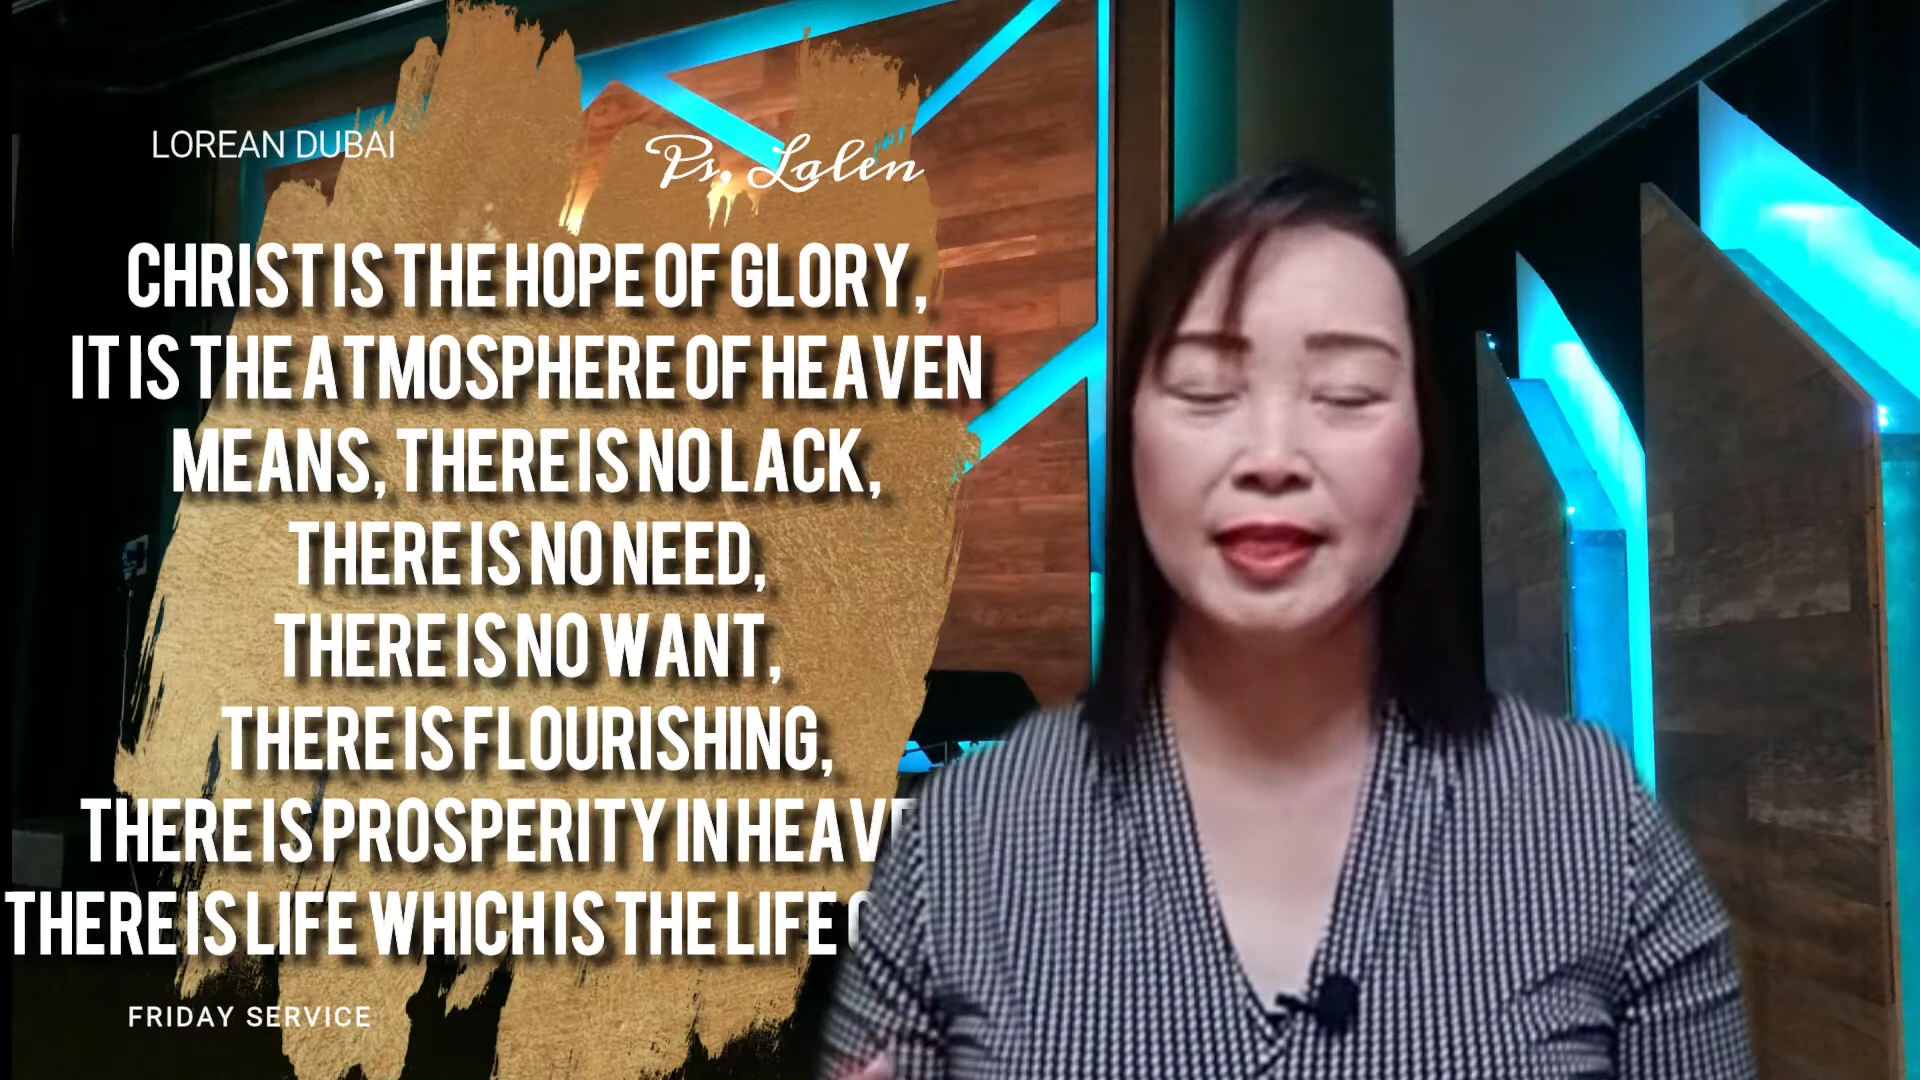 LOREAN DUBAI
Ps. Lalen
CHRIST IS THE HOPE OF GLORY,
IT IS THE ATMOSPHERE OF HEAVEN
MEANS, THERE IS NO LACK,
THERE IS NO NEED,
THERE IS NO WANT,
THERE IS FLOURISHING,
THERE IS PROSPERITY IN
THERE IS LIFE WHICH IS THE LIFE
FRIDAY SERVICE